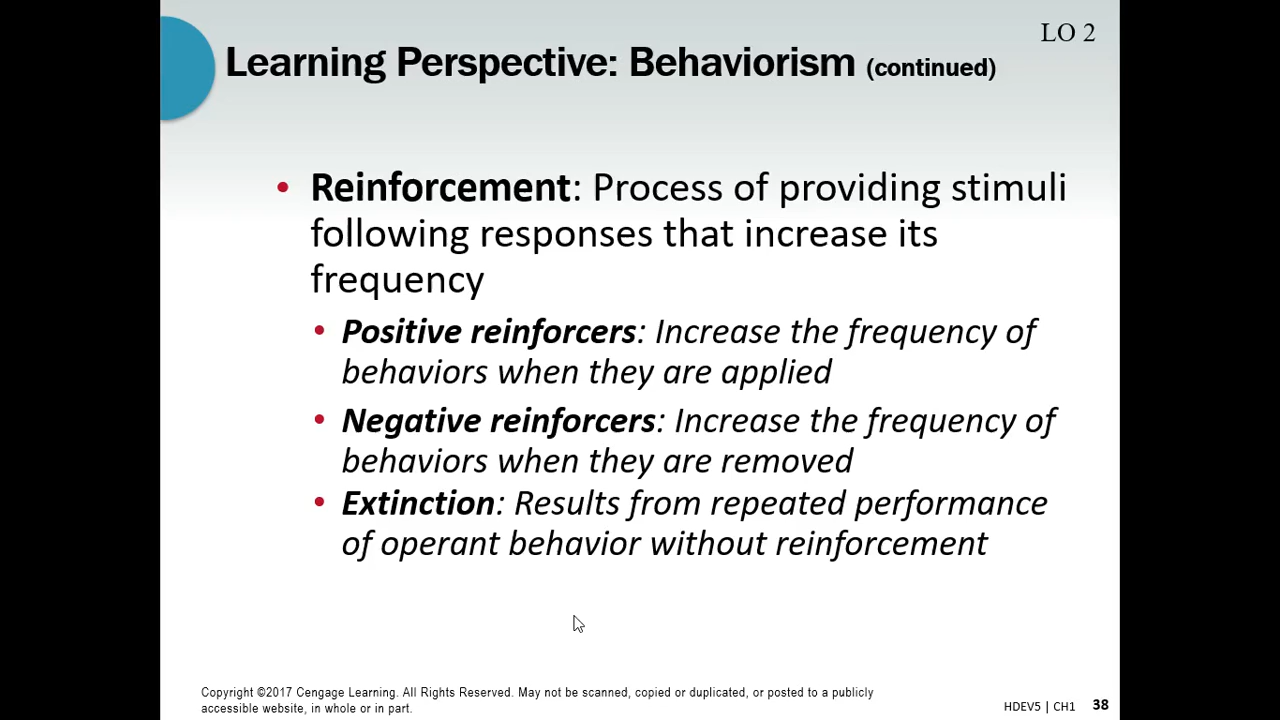 LO 2
Learning Perspective: Behaviorism (continued)
• Reinforcement: Process of providing stimuli
following responses that increase its
frequency
• Positive reinforcers: Increase the frequency of
behaviors when they are applied
• Negative reinforcers: Increase the frequency of
behaviors when they are removed
• Extinction: Results from repeated performance
of operant behavior without reinforcement
Copyright ©2017 Cengage Learning. All Rights Reserved. May not be scanned, copied or duplicated, or posted to a publicly
accessible website, in whole or in part.
HDEV5 | CH1 38